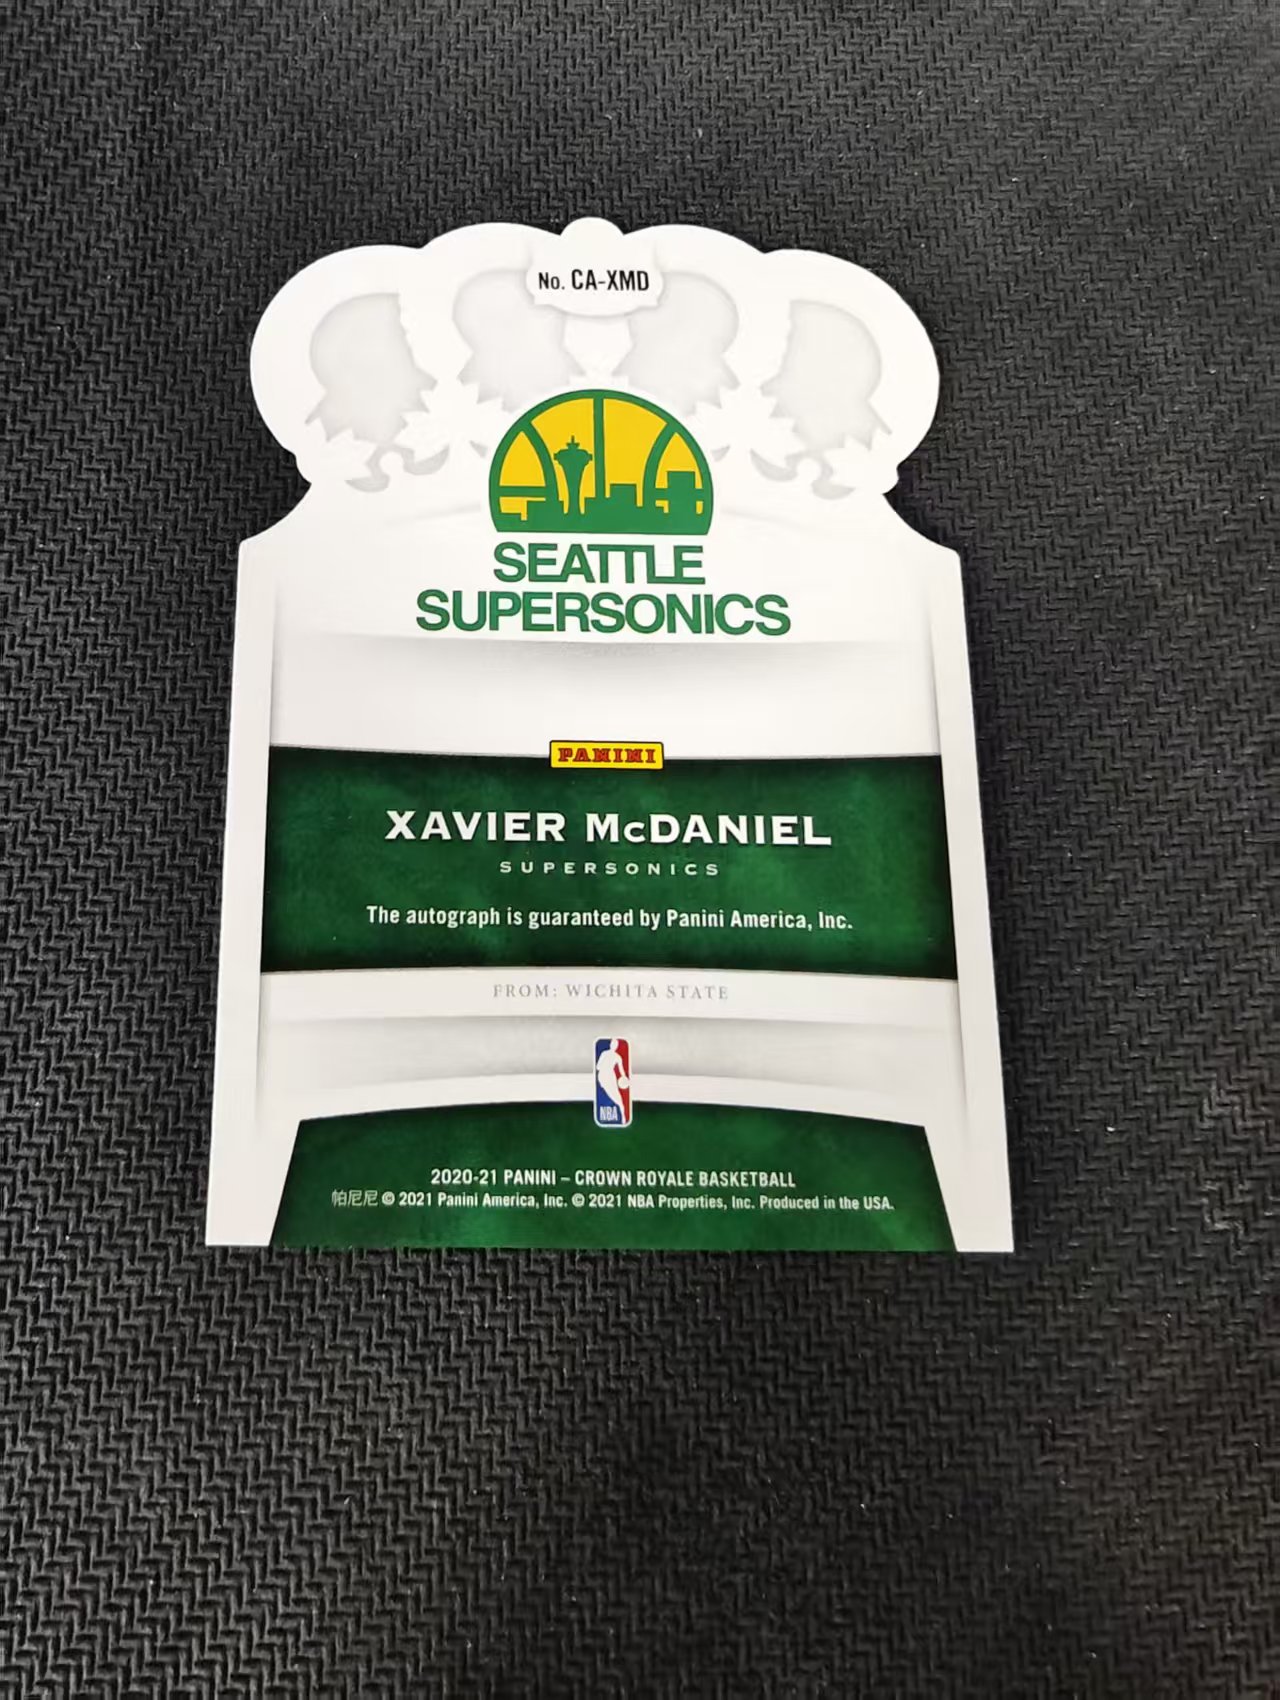 No. CA-XMD
SEATTLE
SUPERSONICS
PANINI
XAVIER McDANIEL
SUPERSONICS
The autograph is guaranteed by Panini America, Inc.
FROM: WICHITA STATE
NBA
2020-21 PANINI – CROWN ROYALE BASKETBALL
帕尼尼 © 2021 Panini America, Inc. © 2021 NBA Properties, Inc. Produced in the USA.